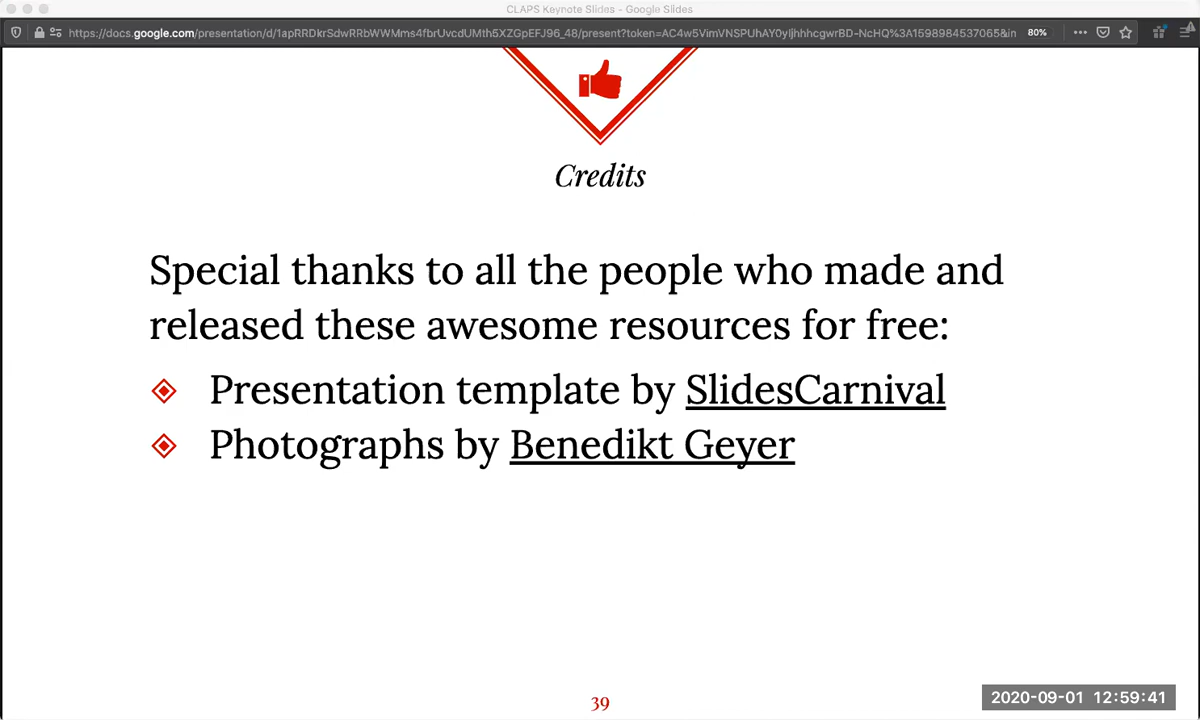 CLAPS Keynote Slides - Google Slides
https://docs.google.com/presentation/d/1apRRDkrSdwRRbWWMms4fbrUvcdUMth5XZGpEFJ96_48/present?token=AC4w5VimVNSPUhAY0yIjhhhcgwrBD-NcHQ%3A1598984537065&in 80%
Credits
Special thanks to all the people who made and
released these awesome resources for free:
Presentation template by SlidesCarnival
Photographs by Benedikt Geyer
39
2020-09-01 12:59:41